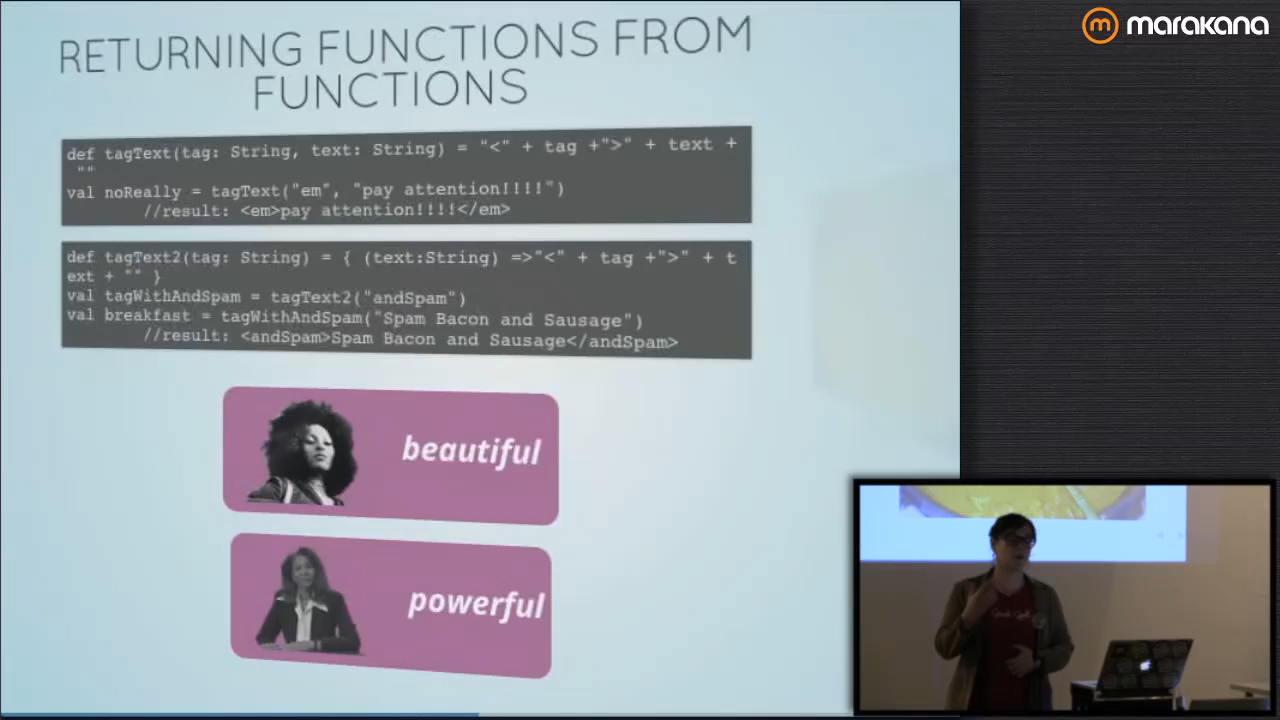 marakana
RETURNING FUNCTIONS FROM
FUNCTIONS
def tagText(tag: String, text: String) = "<" + tag +">" + text +
""
val noReally = tagText("em", "pay attention!!!!")
//result: <em>pay attention!!!!</em>
def tagText2(tag: String) = { (text:String) =>"<" + tag +">" + t
ext + "" }
val tagWithAndSpam = tagText2("andSpam")
val breakfast = tagWithAndSpam("Spam Bacon and Sausage")
//result: <andSpam>Spam Bacon and Sausage</andSpam>
beautiful
powerful